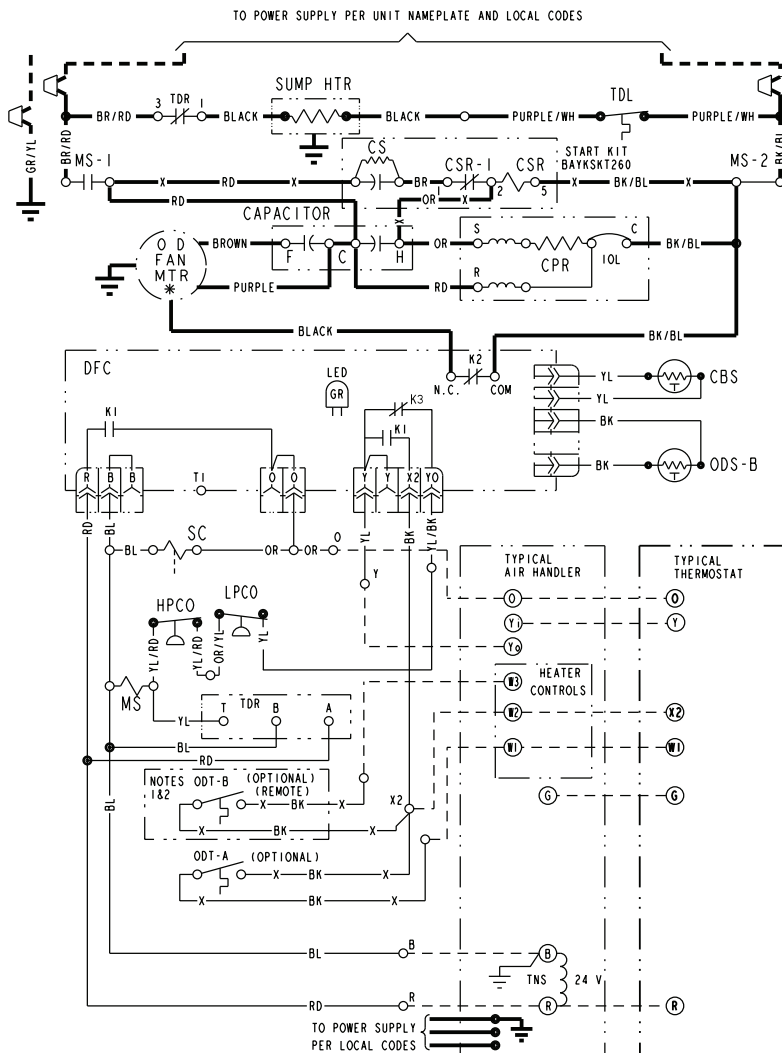 TO POWER SUPPLY PER UNIT NAMEPLATE AND LOCAL CODES
SUMP HTR
TDL
3 TDR 1
BR/RD BLACK BLACK PURPLE/WH PURPLE/WH
GR/YL
BR/RD
BK/BL
MS-1
CS
CSR-1
CSR
START KIT
BAYKSKT260
MS-2
X RD X BR 1 2 5 X BK/BL X
OR X
RD
X
CAPACITOR
O D
FAN
MTR
*
BROWN F C H OR S C BK/BL
CPR IOL
PURPLE RD R
BLACK
BK/BL
K2
N.C. COM
DFC
LED
GR
K3
K1
K1
YL
YL
CBS
BK
BK
ODS-B
R B B T1 O O Y Y X2 YO
RD
BL
YL
BK
YL/BK
SC
BL OR OR O
Y
TYPICAL
AIR HANDLER
TYPICAL
THERMOSTAT
O O
Y1 Y
YO
HPCO
LPCO
YL/RD
YL/RD
OR/YL
YL
MS
HEATER
CONTROLS
W3
W2 X2
W1 W1
G G
TDR
T B A
YL
BL
RD
BL
NOTES
1&2
ODT-B
(OPTIONAL)
(REMOTE)
X BK X
X BK X
X2
ODT-A (OPTIONAL)
X BK
X BK X
BL B B
TNS 24 V
RD R R R
TO POWER SUPPLY
PER LOCAL CODES